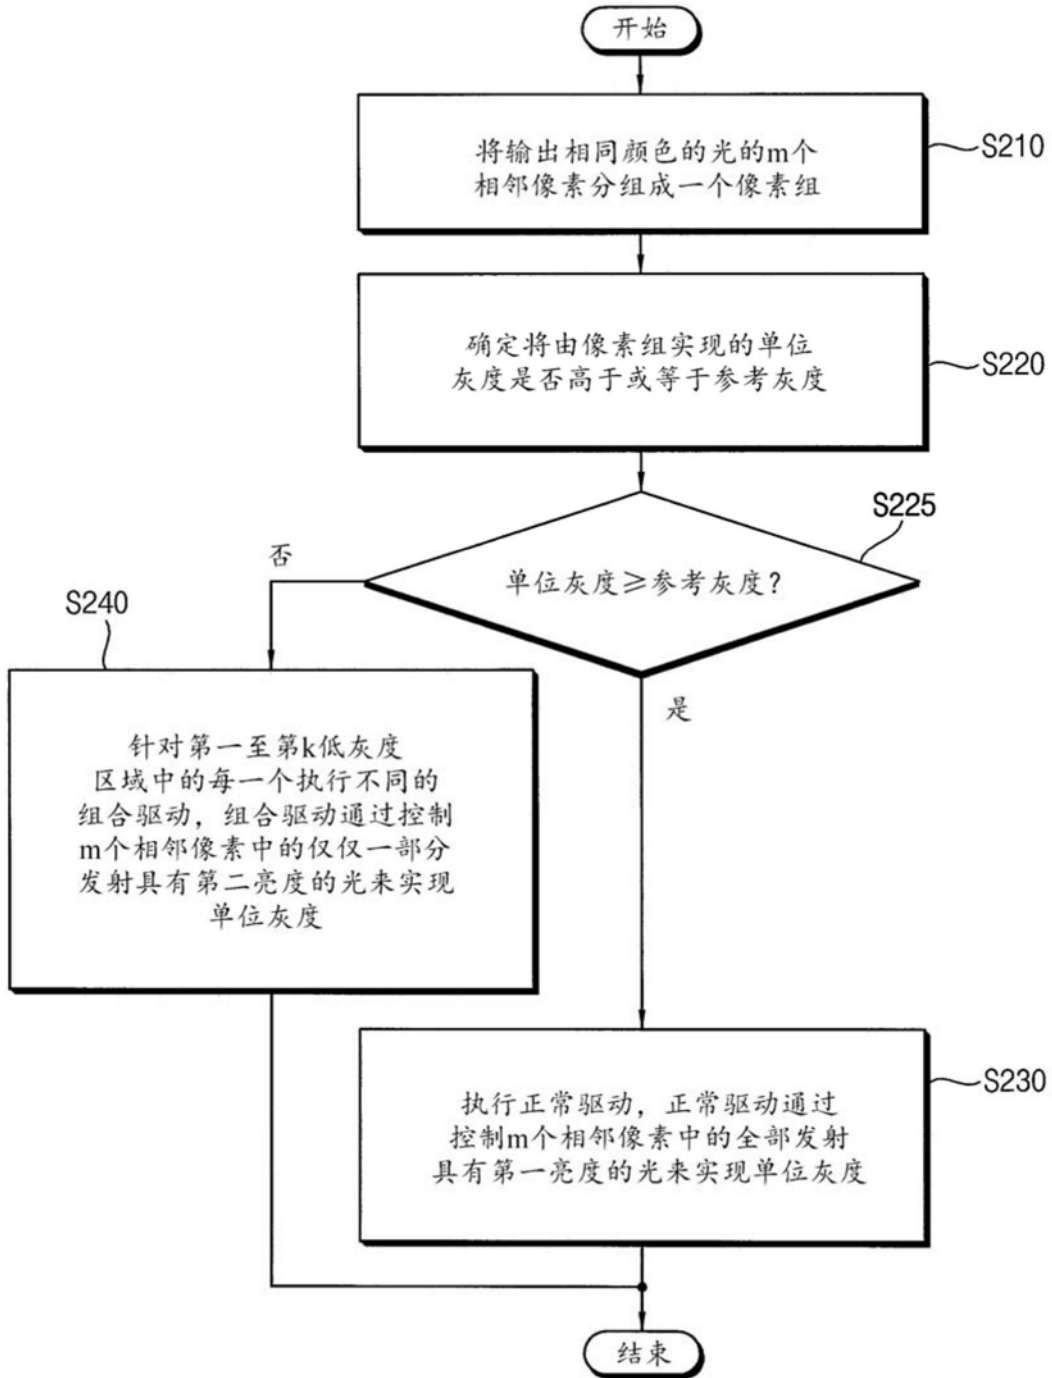 开始
将输出相同颜色的光的m个
相邻像素分组成一个像素组
S210
确定将由像素组实现的单位
灰度是否高于或等于参考灰度
S220
S225
单位灰度≥参考灰度?
否
是
S240
针对第一至第k低灰度
区域中的每一个执行不同的
组合驱动，组合驱动通过控制
m个相邻像素中的仅仅一部分
发射具有第二亮度的光来实现
单位灰度
执行正常驱动，正常驱动通过
控制m个相邻像素中的全部发射
具有第一亮度的光来实现单位灰度
S230
结束